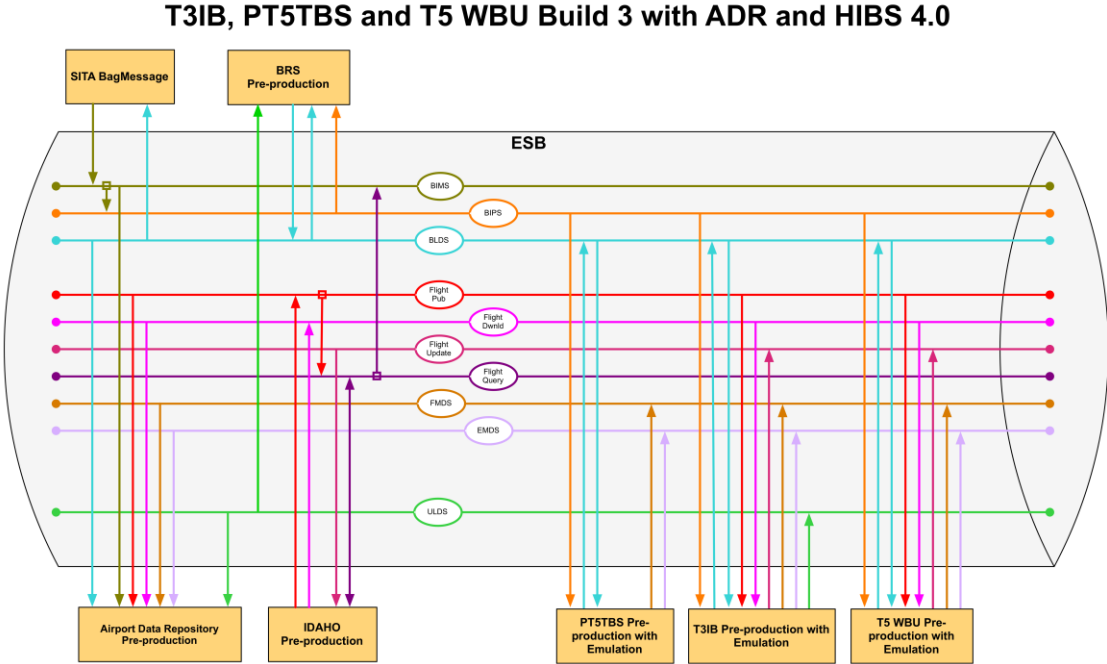 T3IB, PT5TBS and T5 WBU Build 3 with ADR and HIBS 4.0
SITA BagMessage
BRS
Pre-production
ESB
BIMS
BIPS
BLDS
Flight
Pub
Flight
Dwnld
Flight
Update
Flight
Query
FMDS
EMDS
ULDS
Airport Data Repository
Pre-production
IDAHO
Pre-production
PT5TBS Pre-
production with
Emulation
T3IB Pre-production with
Emulation
T5 WBU Pre-
production with
Emulation